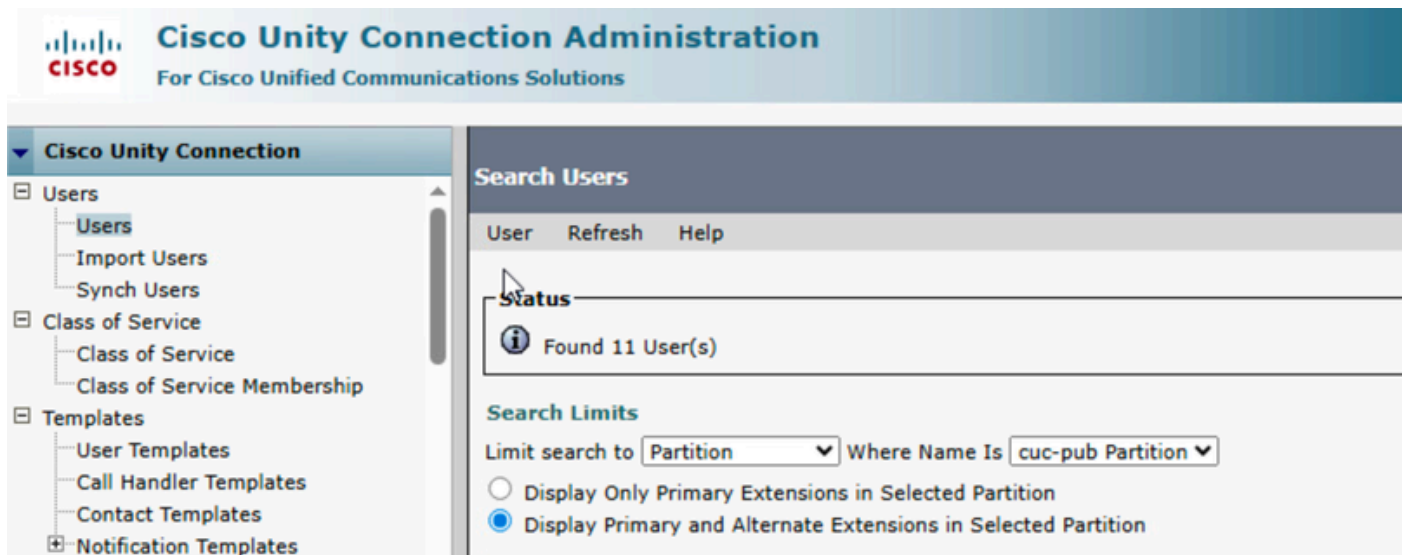 CISCO
Cisco Unity Connection Administration
For Cisco Unified Communications Solutions
Cisco Unity Connection
Users
Users
Import Users
Synch Users
Class of Service
Class of Service
Class of Service Membership
Templates
User Templates
Call Handler Templates
Contact Templates
Notification Templates
Search Users
User Refresh Help
Status
Found 11 User(s)
Search Limits
Limit search to Partition Where Name Is cuc-pub Partition
Display Only Primary Extensions in Selected Partition
Display Primary and Alternate Extensions in Selected Partition